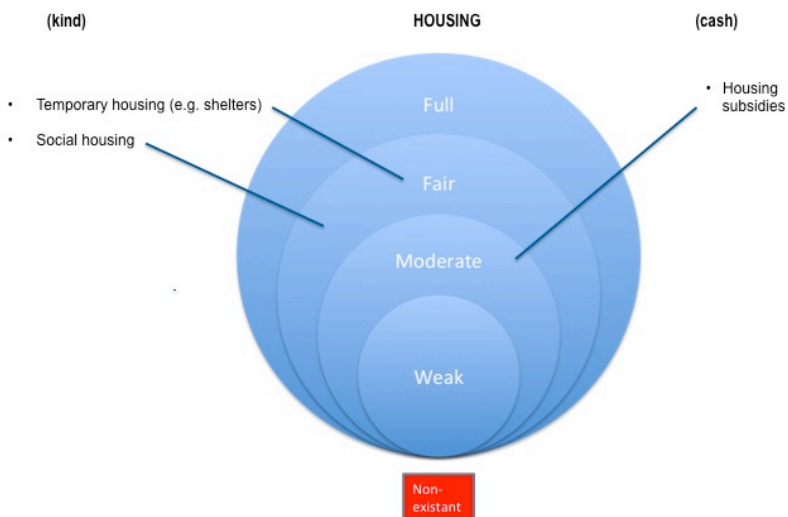 (kind) HOUSING (cash)
• Temporary housing (e.g. shelters)
• Social housing
• Housing
subsidies
Full
Fair
Moderate
Weak
Non-
existant